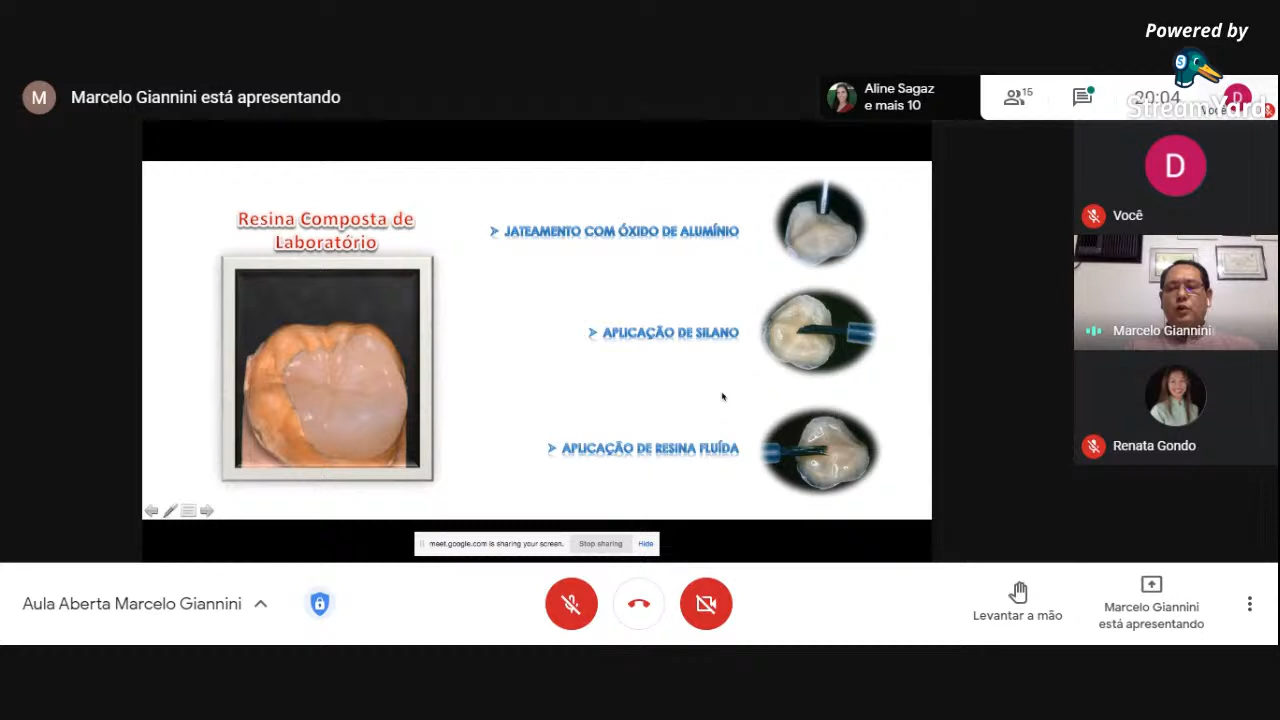 Powered by
StreamYard
M
Marcelo Giannini está apresentando
Aline Sagaz
e mais 10
15
20:04
D
Você
Resina Composta de
Laboratório
➢ JATEAMENTO COM ÓXIDO DE ALUMÍNIO
➢ APLICAÇÃO DE SILANO
➢ APLICAÇÃO DE RESINA FLUÍDA
D
Você
Marcelo Giannini
Renata Gondo
meet.google.com is sharing your screen.
Stop sharing
Hide
Aula Aberta Marcelo Giannini
Levantar a mão
Marcelo Giannini
está apresentando